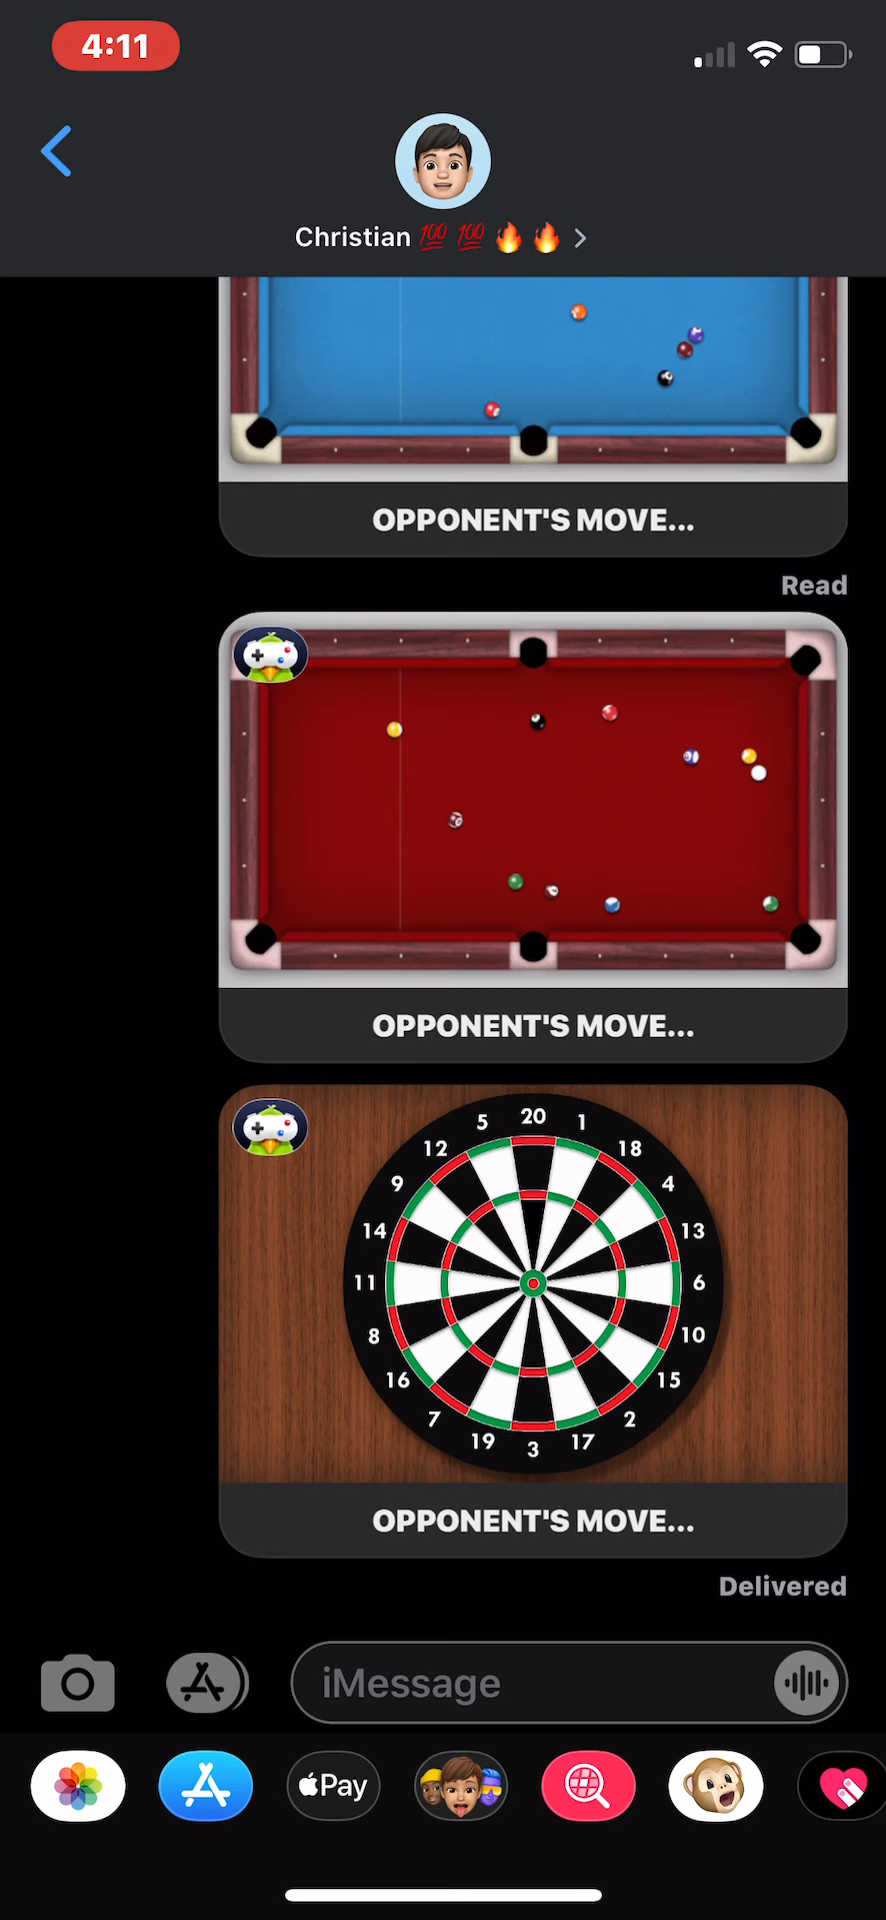 4:11
Christian 💯 💯 🔥 🔥 >
OPPONENT'S MOVE...
Read
OPPONENT'S MOVE...
5 20 1
12 18
9 4
14 13
11 6
8 10
16 15
7 2
19 3 17
OPPONENT'S MOVE...
Delivered
iMessage
Pay